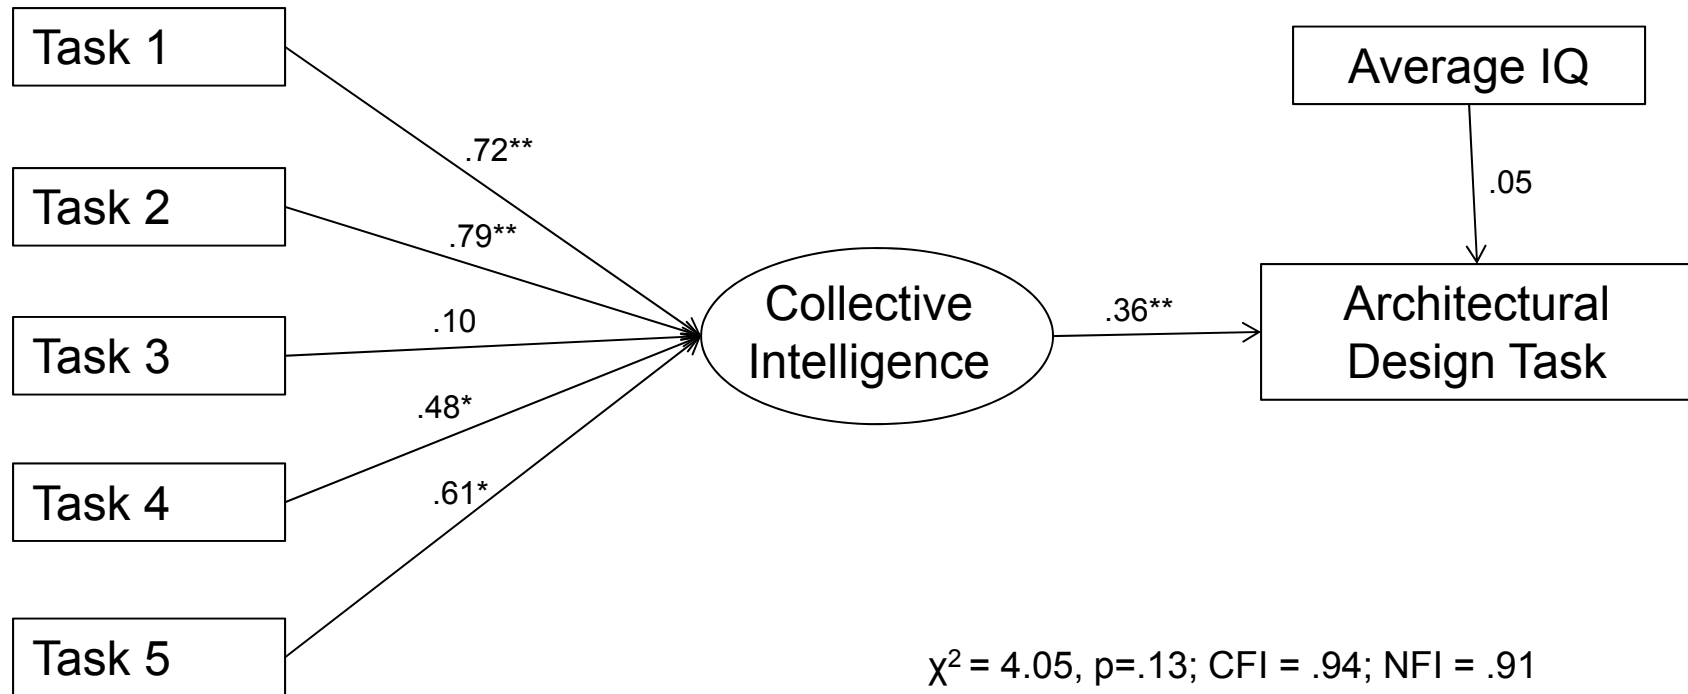 Task 1
Task 2
Task 3
Task 4
Task 5
.72**
.79**
.10
.48*
.61*
Collective
Intelligence
.36**
Average IQ
.05
Architectural
Design Task
χ² = 4.05, p=.13; CFI = .94; NFI = .91